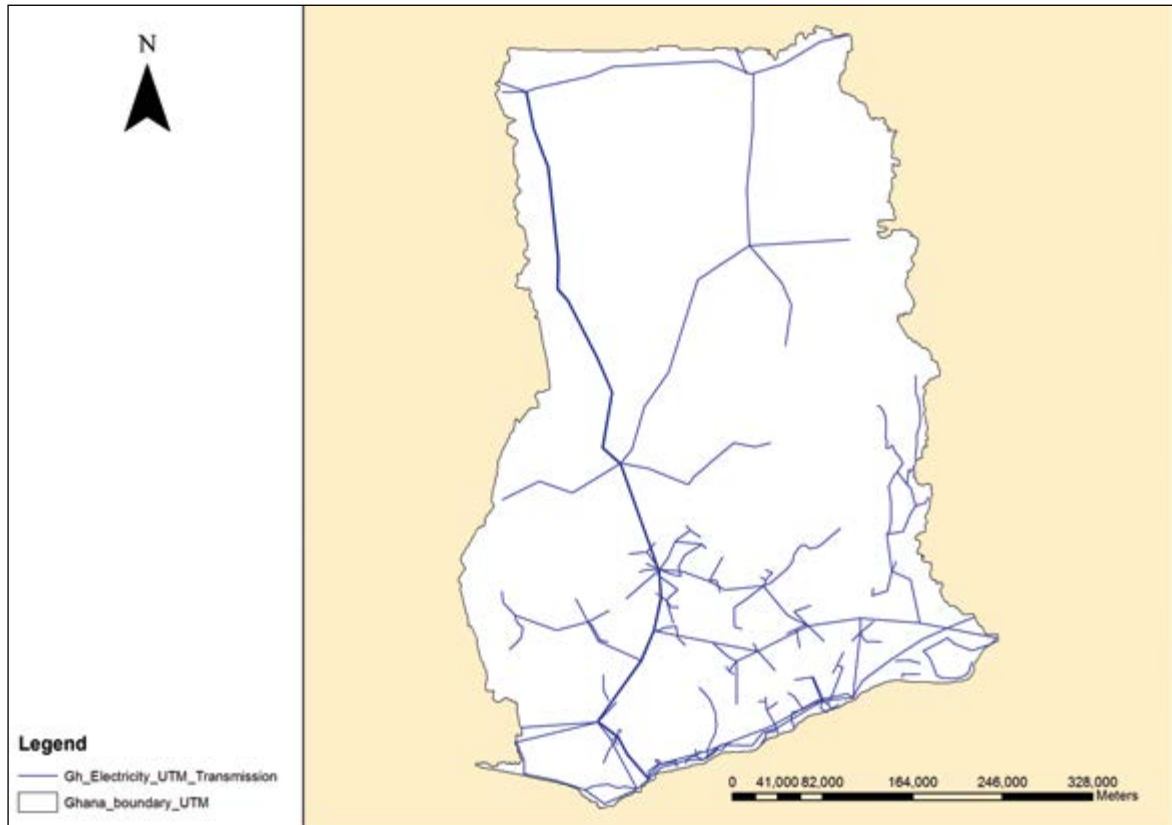 N
Legend
Gh_Electricity_UTM_Transmission
Ghana_boundary_UTM
0 41,000 82,000 164,000 246,000 328,000
Meters